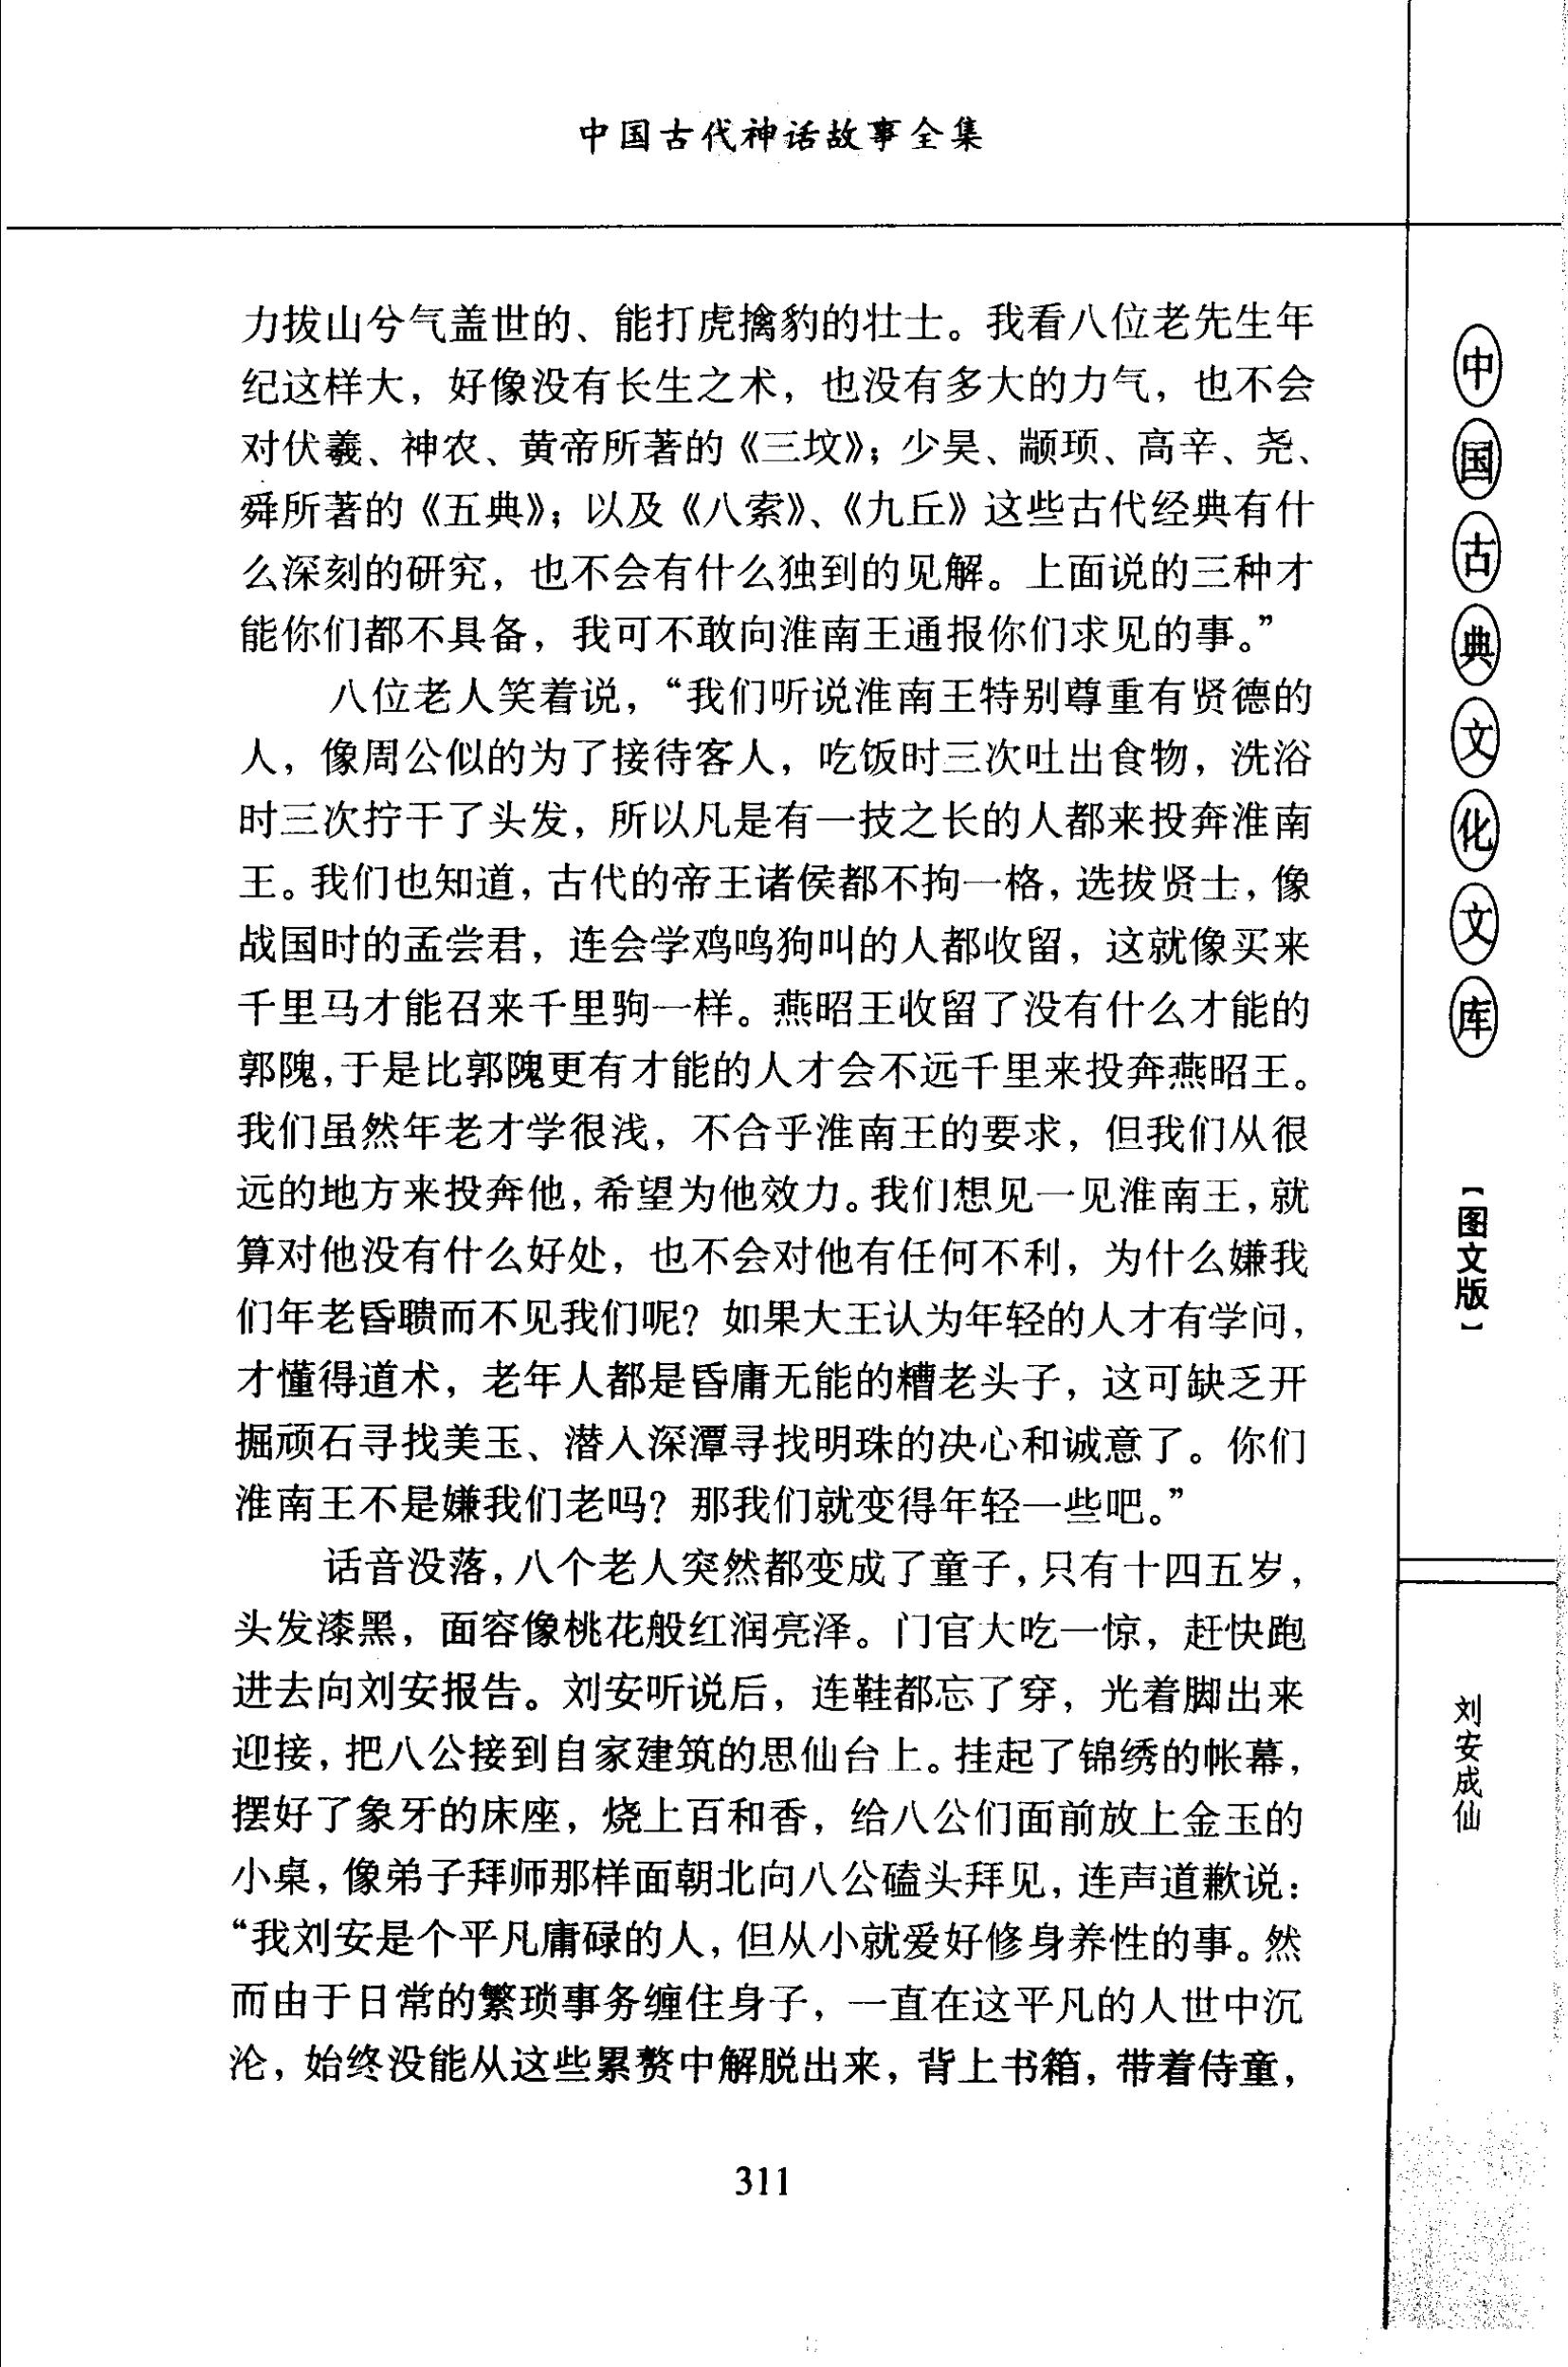 中国古代神话故事全集
力拔山兮气盖世的、能打虎擒豹的壮士。我看八位老先生年
纪这样大，好像没有长生之术，也没有多大的力气，也不会
对伏羲、神农、黄帝所著的《三坟》；少昊、颛顼、高辛、尧、
舜所著的《五典》；以及《八索》、《九丘》这些古代经典有什
么深刻的研究，也不会有什么独到的见解。上面说的三种才
能你们都不具备，我可不敢向淮南王通报你们求见的事。”
八位老人笑着说，“我们听说淮南王特别尊重有贤德的
人，像周公似的为了接待客人，吃饭时三次吐出食物，洗浴
时三次拧干了头发，所以凡是有一技之长的人都来投奔淮南
王。我们也知道，古代的帝王诸侯都不拘一格，选拔贤士，像
战国时的孟尝君，连会学鸡鸣狗叫的人都收留，这就像买来
千里马才能召来千里驹一样。燕昭王收留了没有什么才能的
郭隗，于是比郭隗更有才能的人才会不远千里来投奔燕昭王。
我们虽然年老才学很浅，不合乎淮南王的要求，但我们从很
远的地方来投奔他，希望为他效力。我们想见一见淮南王，就
算对他没有什么好处，也不会对他有任何不利，为什么嫌我
们年老昏聩而不见我们呢？如果大王认为年轻的人才有学问，
才懂得道术，老年人都是昏庸无能的糟老头子，这可缺乏开
掘顽石寻找美玉、潜入深潭寻找明珠的决心和诚意了。你们
淮南王不是嫌我们老吗？那我们就变得年轻一些吧。”
话音没落，八个老人突然都变成了童子，只有十四五岁，
头发漆黑，面容像桃花般红润亮泽。门官大吃一惊，赶快跑
进去向刘安报告。刘安听说后，连鞋都忘了穿，光着脚出来
迎接，把八公接到自家建筑的思仙台上。挂起了锦绣的帐幕，
摆好了象牙的床座，烧上百和香，给八公们面前放上金玉的
小桌，像弟子拜师那样面朝北向八公磕头拜见，连声道歉说：
“我刘安是个平凡庸碌的人，但从小就爱好修身养性的事。然
而由于日常的繁琐事务缠住身子，一直在这平凡的人世中沉
沦，始终没能从这些累赘中解脱出来，背上书箱，带着侍童，
311
中国古典文化文库
【图文版】
刘安成仙